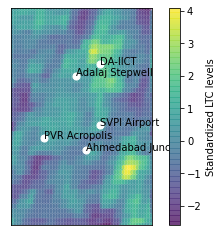 DA-IICT
Adalaj Stepwell
SVPI Airport
PVR Acropolis
Ahmedabad Junc
4
3
2
1
0
−1
−2
Standardized LTC levels